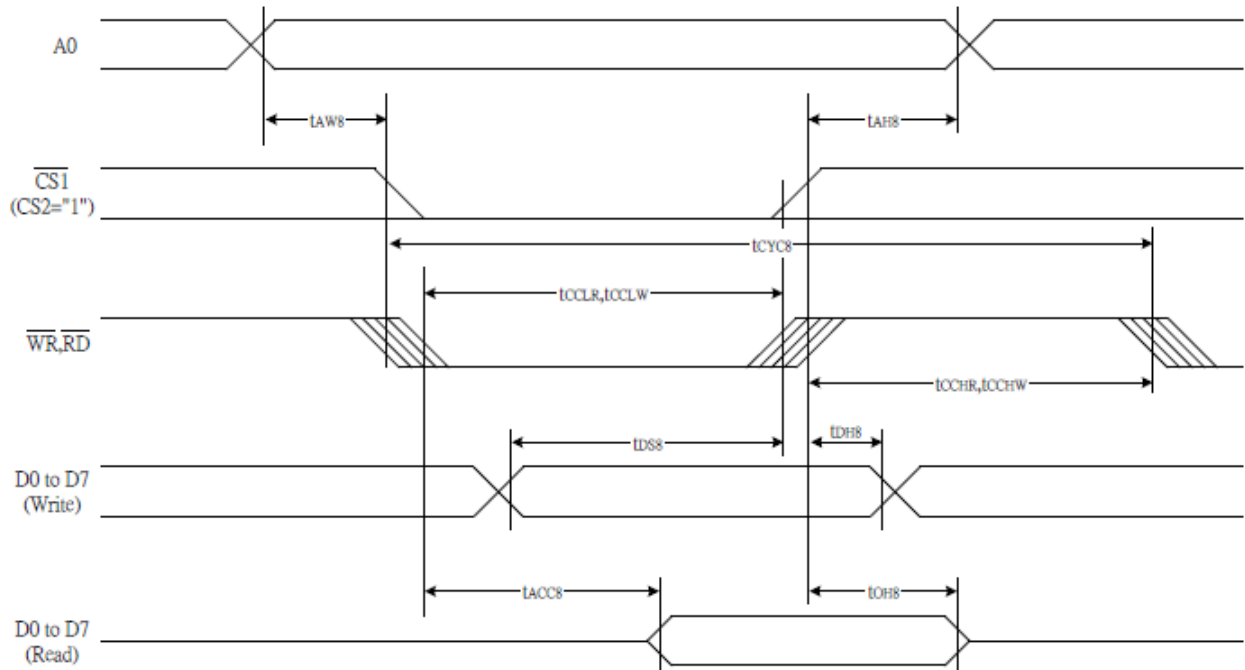 A0
tAW8
tAH8
CS1
(CS2="1")
tCYC8
tCCLR,tCCLW
WR,RD
tCCHR,tCCHW
tDS8
tDH8
D0 to D7
(Write)
tACC8
tOH8
D0 to D7
(Read)